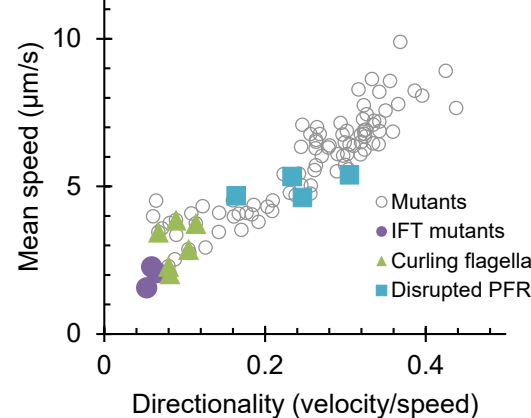 10
Mean speed (μm/s)
5
Mutants
IFT mutants
Curling flagella
Disrupted PFR
0
0 0.2 0.4
Directionality (velocity/speed)